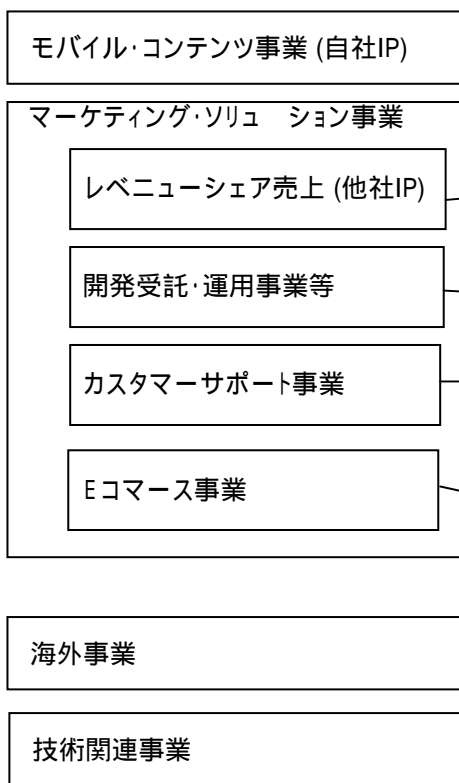 モバイル・コンテンツ事業 (自社IP)
マーケティング・ソリューション事業
レベニューシェア売上 (他社IP)
開発受託・運用事業等
カスタマーサポート事業
Eコマース事業
海外事業
技術関連事業